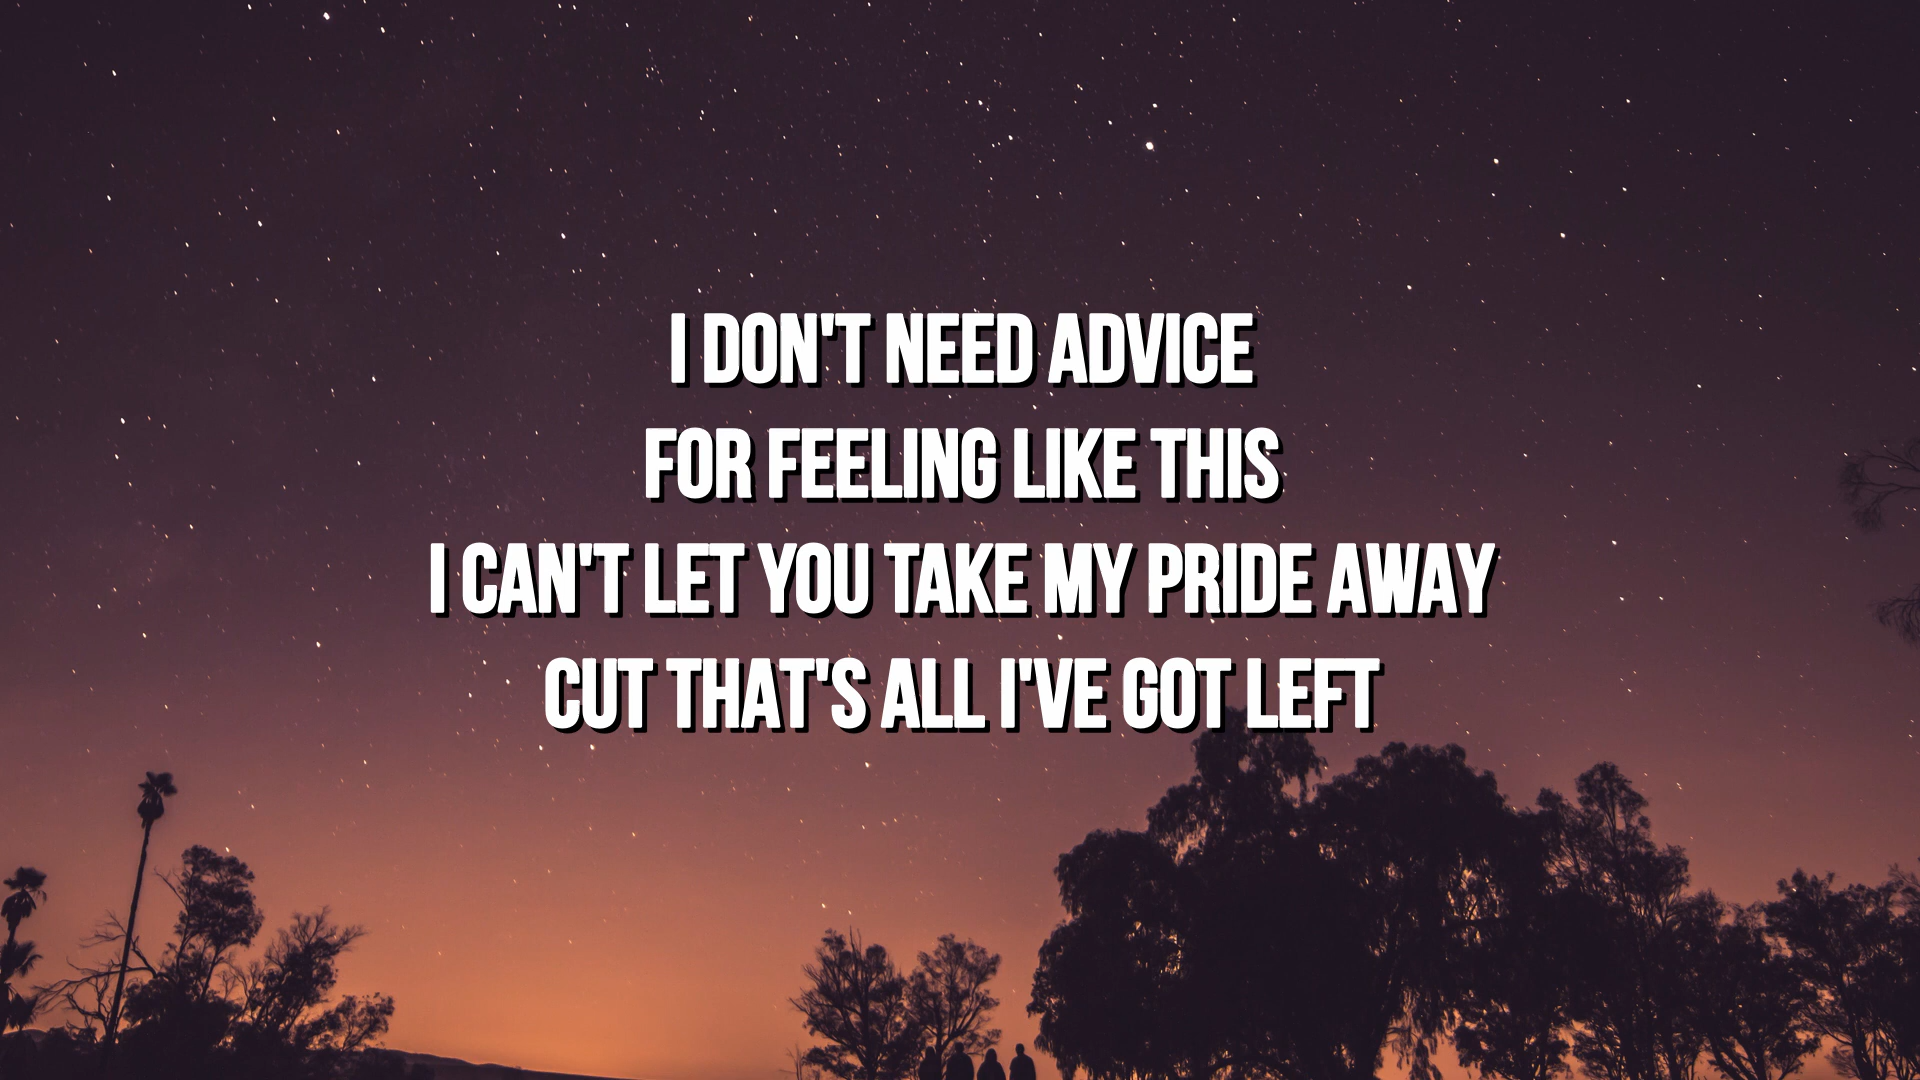 I DON'T NEED ADVICE
FOR FEELING LIKE THIS
I CAN'T LET YOU TAKE MY PRIDE AWAY
CUT THAT'S ALL I'VE GOT LEFT